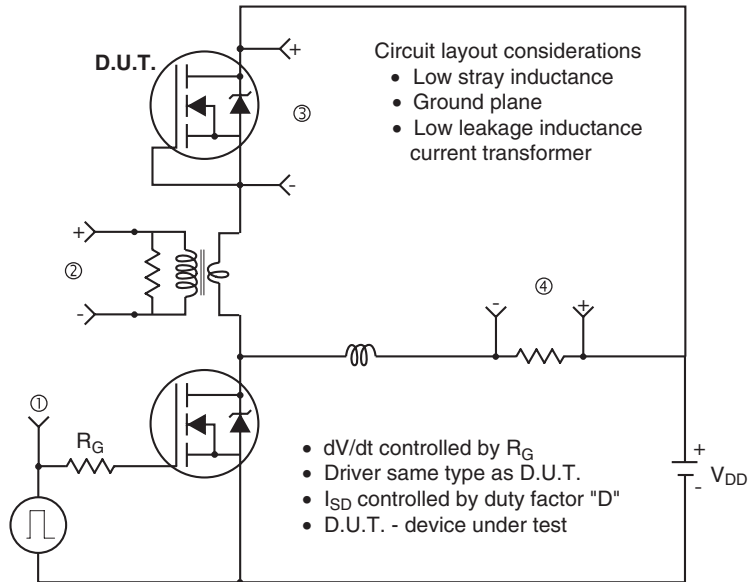 D.U.T.
+
③
-
Circuit layout considerations
• Low stray inductance
• Ground plane
• Low leakage inductance
current transformer
+
②
-
④
- +
①
R_G
• dV/dt controlled by R_G
• Driver same type as D.U.T.
• I_SD controlled by duty factor "D"
• D.U.T. - device under test
+
V_DD
-